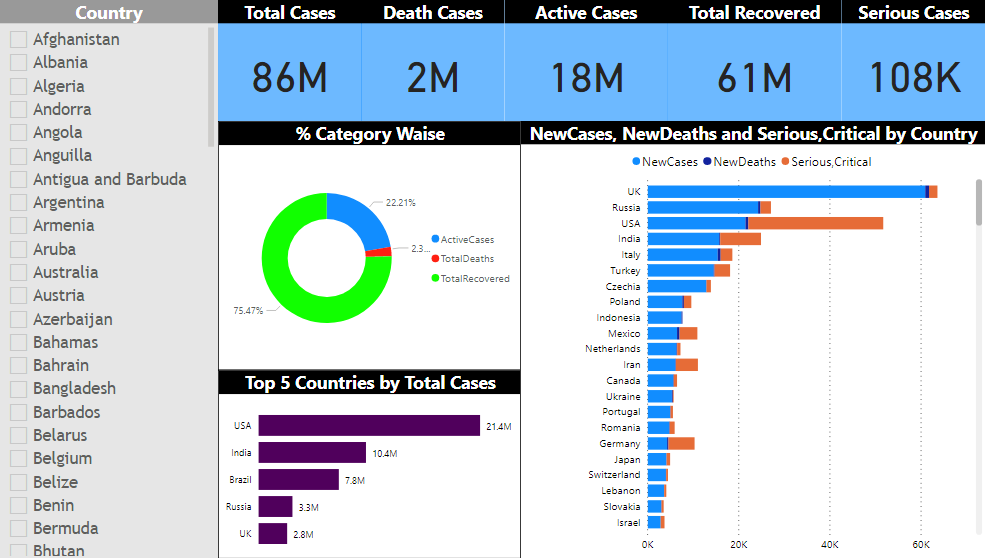 Country
Afghanistan
Albania
Algeria
Andorra
Angola
Anguilla
Antigua and Barbuda
Argentina
Armenia
Aruba
Australia
Austria
Azerbaijan
Bahamas
Bahrain
Bangladesh
Barbados
Belarus
Belgium
Belize
Benin
Bermuda
Bhutan
Total Cases
86M
Death Cases
2M
Active Cases
18M
Total Recovered
61M
Serious Cases
108K
% Category Waise
22.21%
2.3...
75.47%
ActiveCases
TotalDeaths
TotalRecovered
Top 5 Countries by Total Cases
USA 21.4M
India 10.4M
Brazil 7.8M
Russia 3.3M
UK 2.8M
NewCases, NewDeaths and Serious,Critical by Country
NewCases NewDeaths Serious,Critical
UK
Russia
USA
India
Italy
Turkey
Czechia
Poland
Indonesia
Mexico
Netherlands
Iran
Canada
Ukraine
Portugal
Romania
Germany
Japan
Switzerland
Lebanon
Slovakia
Israel
0K 20K 40K 60K